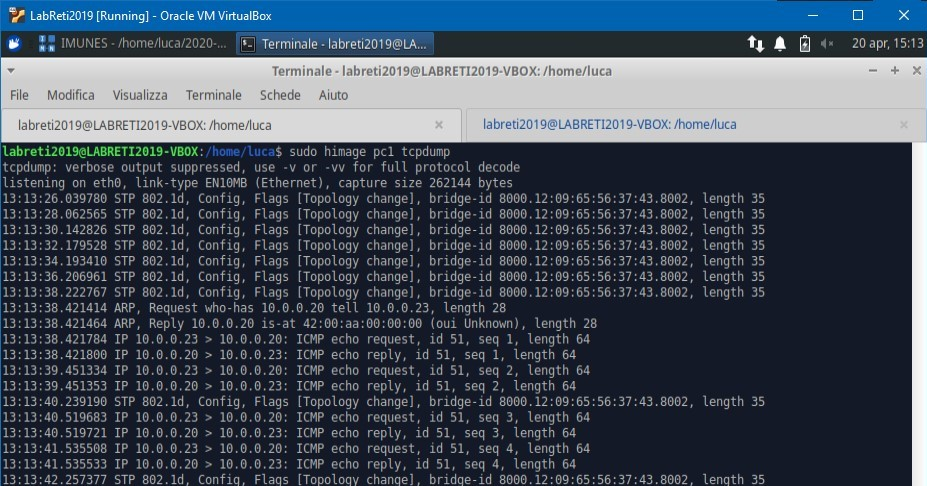 LabReti2019 [Running] - Oracle VM VirtualBox
IMUNES - /home/luca/2020-... Terminale - labreti2019@LA... 20 apr, 15:13
Terminale - labreti2019@LABRETI2019-VBOX: /home/luca
File Modifica Visualizza Terminale Schede Aiuto
labreti2019@LABRETI2019-VBOX: /home/luca labreti2019@LABRETI2019-VBOX: /home/luca
labreti2019@LABRETI2019-VBOX:/home/luca$ sudo himage pc1 tcpdump
tcpdump: verbose output suppressed, use -v or -vv for full protocol decode
listening on eth0, link-type EN10MB (Ethernet), capture size 262144 bytes
13:13:26.039780 STP 802.1d, Config, Flags [Topology change], bridge-id 8000.12:09:65:56:37:43.8002, length 35
13:13:28.062565 STP 802.1d, Config, Flags [Topology change], bridge-id 8000.12:09:65:56:37:43.8002, length 35
13:13:30.142826 STP 802.1d, Config, Flags [Topology change], bridge-id 8000.12:09:65:56:37:43.8002, length 35
13:13:32.179528 STP 802.1d, Config, Flags [Topology change], bridge-id 8000.12:09:65:56:37:43.8002, length 35
13:13:34.193410 STP 802.1d, Config, Flags [Topology change], bridge-id 8000.12:09:65:56:37:43.8002, length 35
13:13:36.206961 STP 802.1d, Config, Flags [Topology change], bridge-id 8000.12:09:65:56:37:43.8002, length 35
13:13:38.222767 STP 802.1d, Config, Flags [Topology change], bridge-id 8000.12:09:65:56:37:43.8002, length 35
13:13:38.421414 ARP, Request who-has 10.0.0.20 tell 10.0.0.23, length 28
13:13:38.421464 ARP, Reply 10.0.0.20 is-at 42:00:aa:00:00:00 (oui Unknown), length 28
13:13:38.421784 IP 10.0.0.23 > 10.0.0.20: ICMP echo request, id 51, seq 1, length 64
13:13:38.421800 IP 10.0.0.20 > 10.0.0.23: ICMP echo reply, id 51, seq 1, length 64
13:13:39.451334 IP 10.0.0.23 > 10.0.0.20: ICMP echo request, id 51, seq 2, length 64
13:13:39.451353 IP 10.0.0.20 > 10.0.0.23: ICMP echo reply, id 51, seq 2, length 64
13:13:40.239190 STP 802.1d, Config, Flags [Topology change], bridge-id 8000.12:09:65:56:37:43.8002, length 35
13:13:40.519683 IP 10.0.0.23 > 10.0.0.20: ICMP echo request, id 51, seq 3, length 64
13:13:40.519721 IP 10.0.0.20 > 10.0.0.23: ICMP echo reply, id 51, seq 3, length 64
13:13:41.535508 IP 10.0.0.23 > 10.0.0.20: ICMP echo request, id 51, seq 4, length 64
13:13:41.535533 IP 10.0.0.20 > 10.0.0.23: ICMP echo reply, id 51, seq 4, length 64
13:13:42.257377 STP 802.1d, Config, Flags [Topology change], bridge-id 8000.12:09:65:56:37:43.8002, length 35